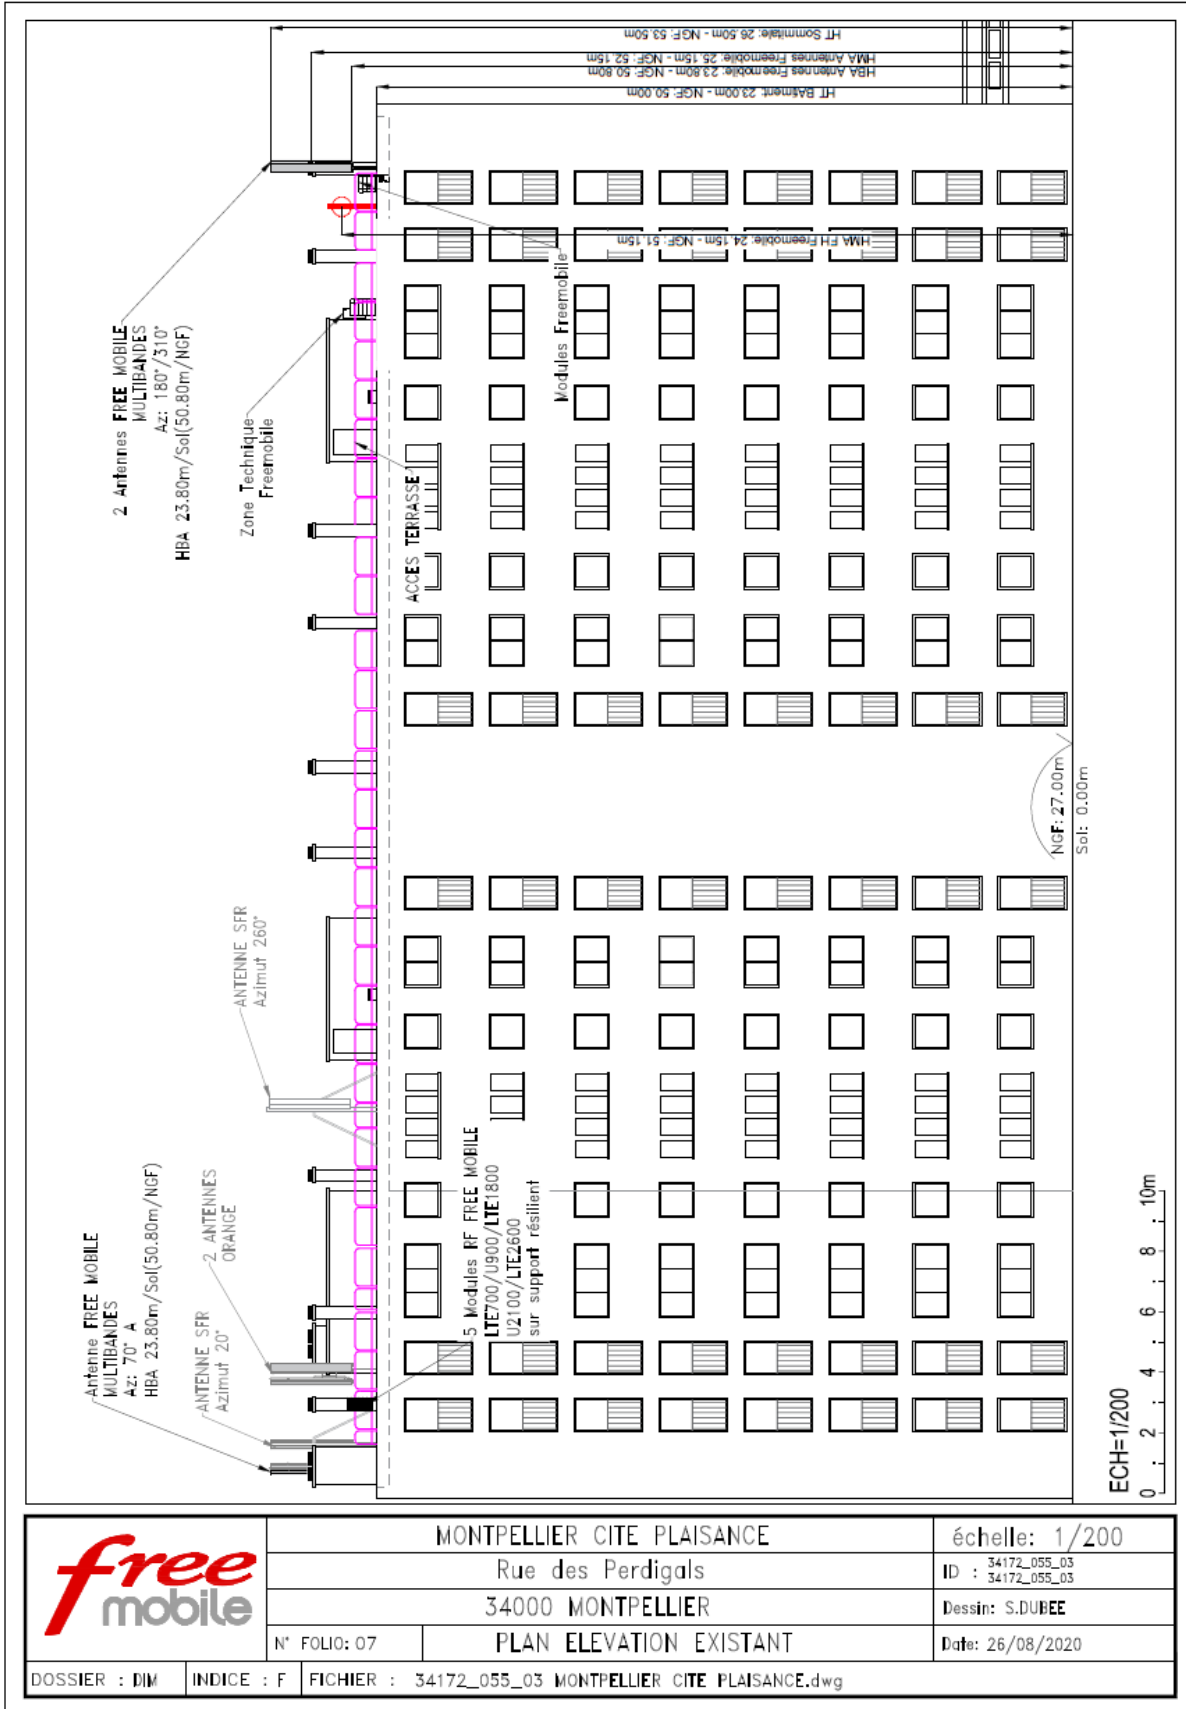 HT Sommitale: 26.50m - NGF: 53.50m
HMA Antennes Freemobile: 25.15m - NGF: 52.15m
HBA Antennes Freemobile: 23.80m - NGF: 50.80m
HT Bâtiment: 23.00m - NGF: 50.00m
HMA FH Freemobile: 24.15m - NGF: 51.15m
2 Antennes FREE MOBILE
MULTIBANDES
Az: 180°/310°
HBA 23.80m/Sol(50.80m/NGF)
Zone Technique
Freemobile
Modules Freemobile
ACCES TERRASSE
NGF: 27.00m
Sol: 0.00m
ANTENNE SFR
Azimut 260°
Antenne FREE MOBILE
MULTIBANDES
Az: 70° A
HBA 23.80m/Sol(50.80m/NGF)
ANTENNE SFR
Azimut 20°
2 ANTENNES
ORANGE
5 Modules RF FREE MOBILE
LTE700/U900/LTE1800
U2100/LTE2600
sur support résilient
ECH=1/200
0 2 4 6 8 10m
free
mobile
MONTPELLIER CITE PLAISANCE
Rue des Perdigals
34000 MONTPELLIER
N° FOLIO: 07
PLAN ELEVATION EXISTANT
échelle: 1/200
ID : 34172_055_03
34172_055_03
Dessin: S.DUBEE
Date: 26/08/2020
DOSSIER : DIM
INDICE : F
FICHIER : 34172_055_03 MONTPELLIER CITE PLAISANCE.dwg